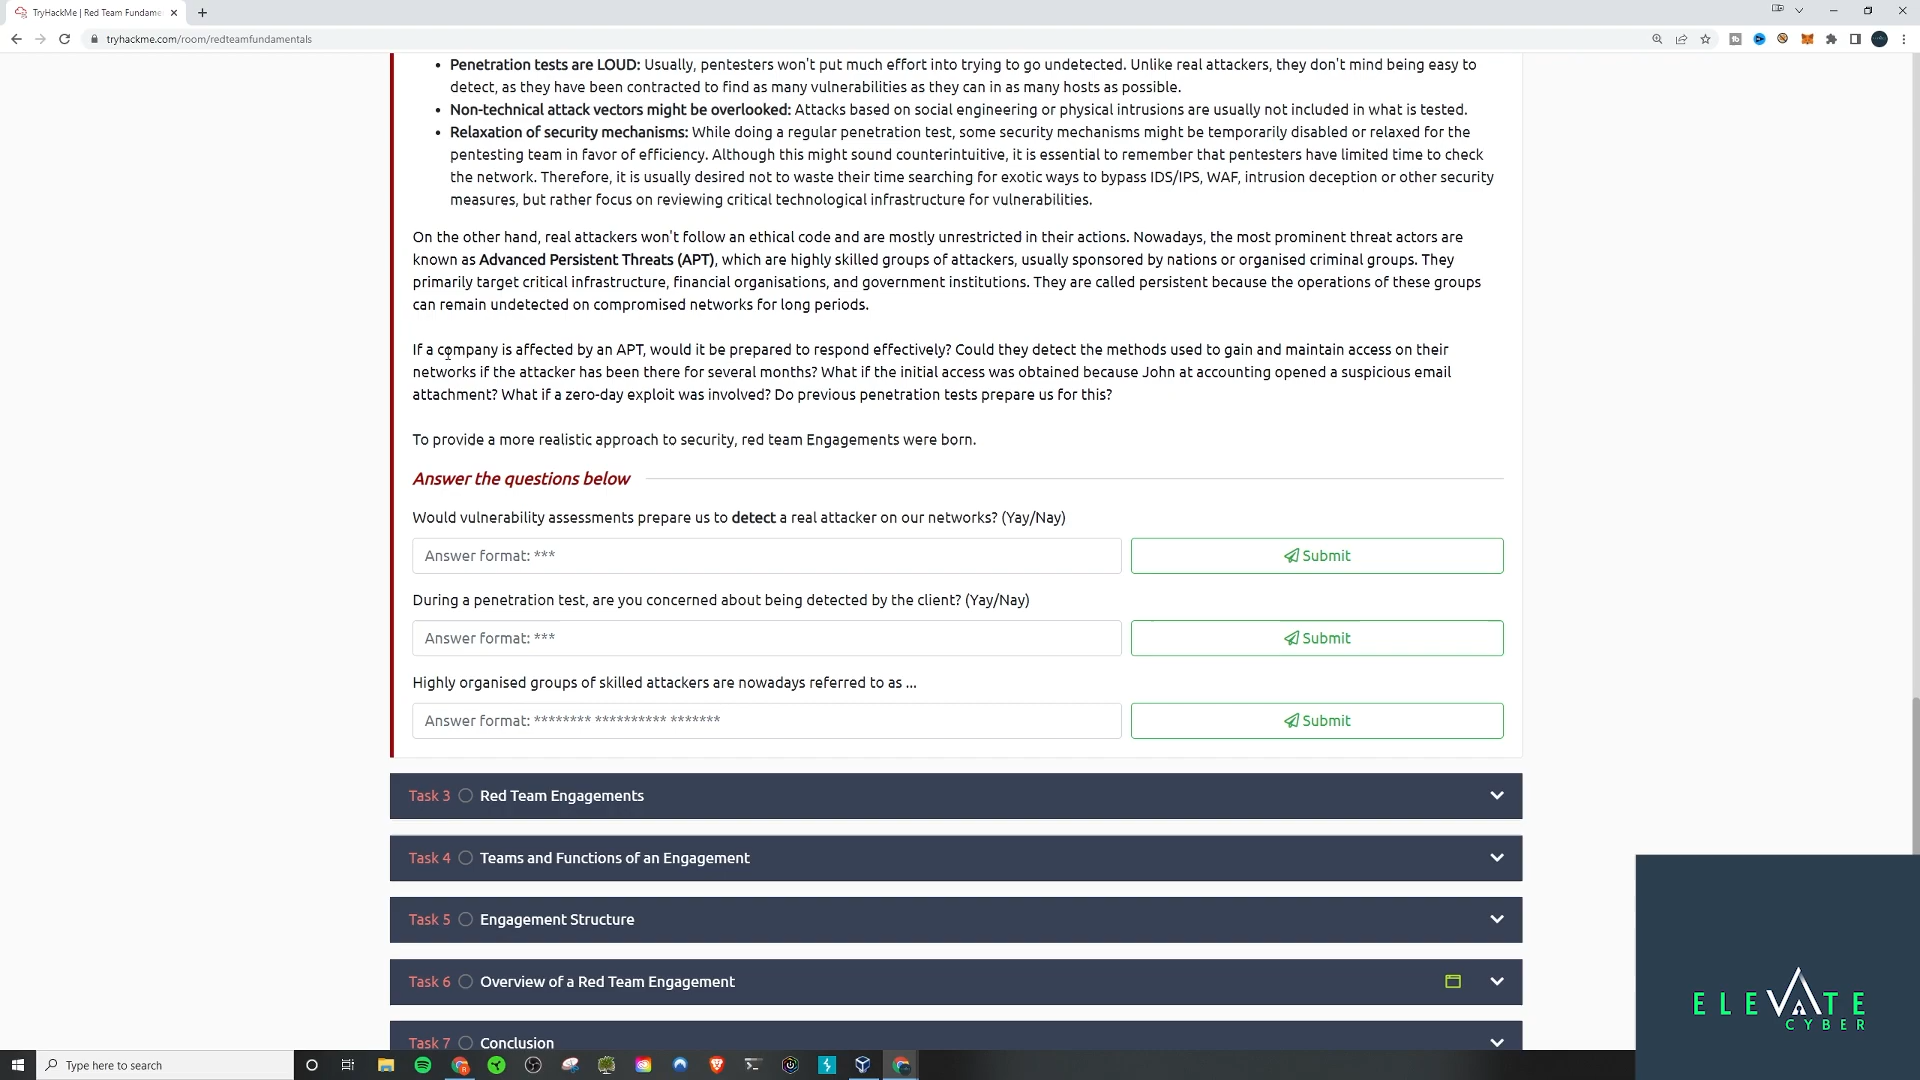 TryHackMe | Red Team Fundame
tryhackme.com/room/redteamfundamentals
• Penetration tests are LOUD: Usually, pentesters won't put much effort into trying to go undetected. Unlike real attackers, they don't mind being easy to
detect, as they have been contracted to find as many vulnerabilities as they can in as many hosts as possible.
• Non-technical attack vectors might be overlooked: Attacks based on social engineering or physical intrusions are usually not included in what is tested.
• Relaxation of security mechanisms: While doing a regular penetration test, some security mechanisms might be temporarily disabled or relaxed for the
pentesting team in favor of efficiency. Although this might sound counterintuitive, it is essential to remember that pentesters have limited time to check
the network. Therefore, it is usually desired not to waste their time searching for exotic ways to bypass IDS/IPS, WAF, intrusion deception or other security
measures, but rather focus on reviewing critical technological infrastructure for vulnerabilities.
On the other hand, real attackers won't follow an ethical code and are mostly unrestricted in their actions. Nowadays, the most prominent threat actors are
known as Advanced Persistent Threats (APT), which are highly skilled groups of attackers, usually sponsored by nations or organised criminal groups. They
primarily target critical infrastructure, financial organisations, and government institutions. They are called persistent because the operations of these groups
can remain undetected on compromised networks for long periods.
If a company is affected by an APT, would it be prepared to respond effectively? Could they detect the methods used to gain and maintain access on their
networks if the attacker has been there for several months? What if the initial access was obtained because John at accounting opened a suspicious email
attachment? What if a zero-day exploit was involved? Do previous penetration tests prepare us for this?
To provide a more realistic approach to security, red team Engagements were born.
Answer the questions below
Would vulnerability assessments prepare us to detect a real attacker on our networks? (Yay/Nay)
Answer format: *** Submit
During a penetration test, are you concerned about being detected by the client? (Yay/Nay)
Answer format: *** Submit
Highly organised groups of skilled attackers are nowadays referred to as ...
Answer format: ******** ********** ******* Submit
Task 3 Red Team Engagements
Task 4 Teams and Functions of an Engagement
Task 5 Engagement Structure
Task 6 Overview of a Red Team Engagement
Task 7 Conclusion
ELEVATE
CYBER
Type here to search